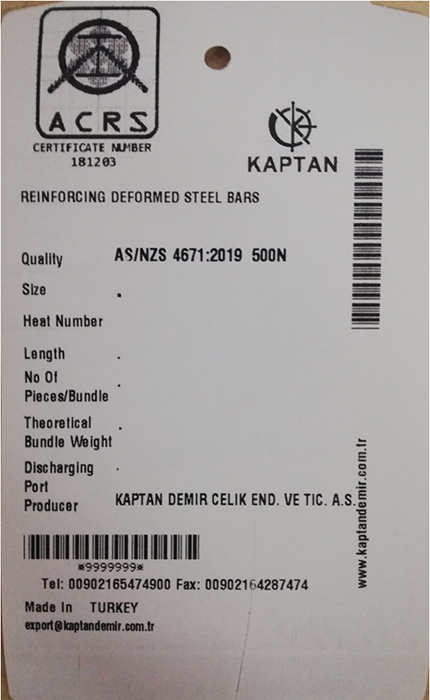 ACRS
CERTIFICATE NUMBER
181203
KAPTAN
REINFORCING DEFORMED STEEL BARS
Quality AS/NZS 4671:2019 500N
Size .
Heat Number
Length .
No Of
Pieces/Bundle .
Theoretical
Bundle Weight .
Discharging
Port .
Producer KAPTAN DEMIR CELIK END. VE TIC. A.S.
www.kaptandemir.com.tr
*9999999*
Tel: 00902165474900 Fax: 00902164287474
Made In TURKEY
export@kaptandemir.com.tr